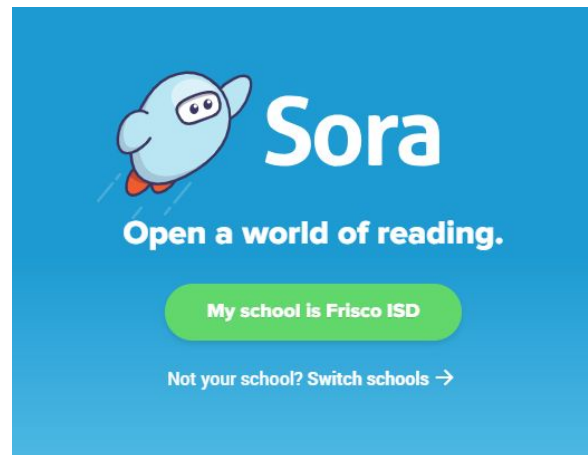 Sora
Open a world of reading.
My school is Frisco ISD
Not your school? Switch schools →